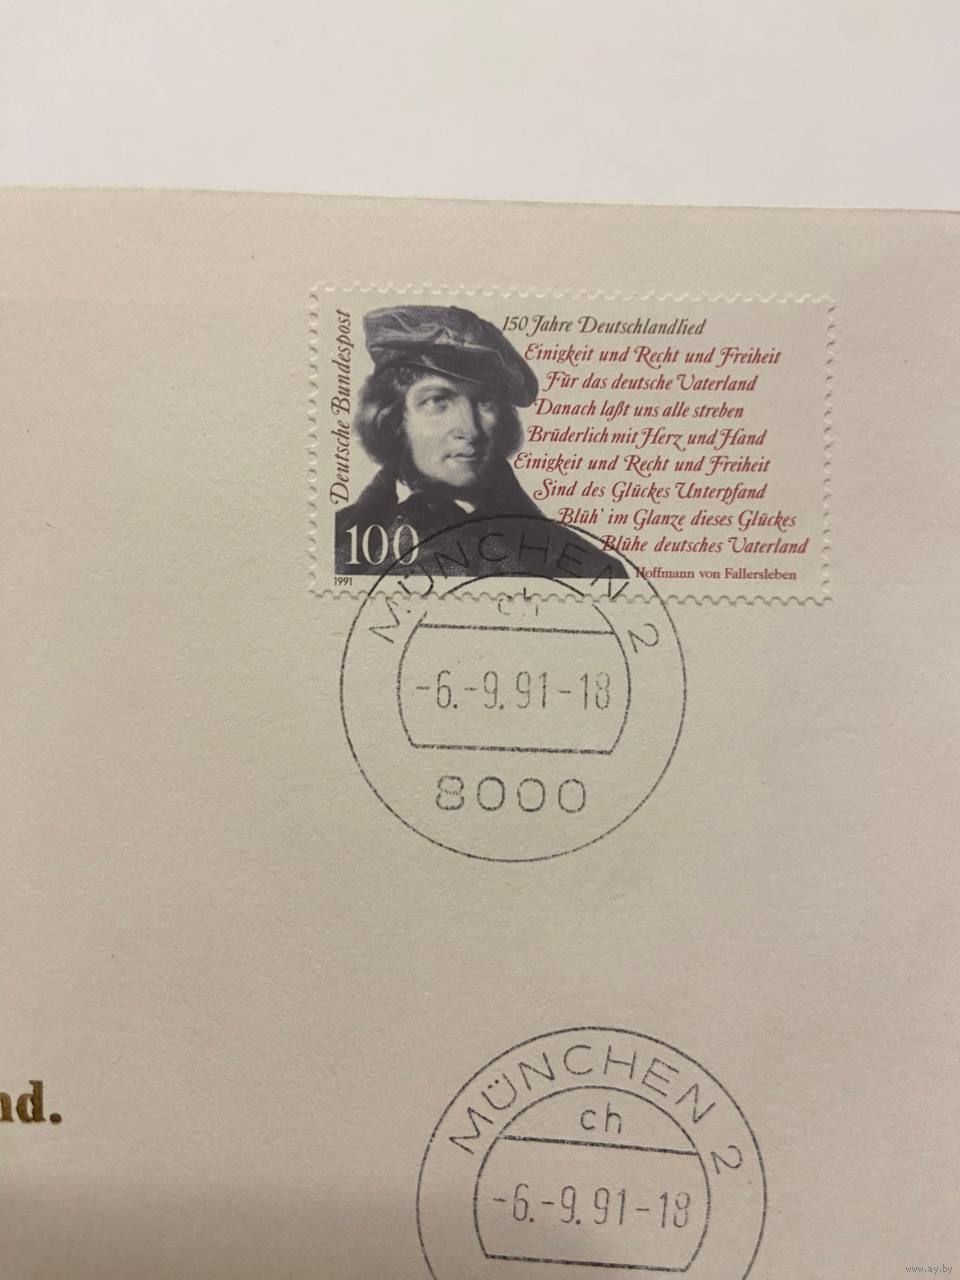 Deutsche Bundespost
150 Jahre Deutschlandlied
Einigkeit und Recht und Freiheit
Für das deutsche Vaterland
Danach laßt uns alle streben
Brüderlich mit Herz und Hand
Einigkeit und Recht und Freiheit
Sind des Glückes Unterpfand
Blüh' im Glanze dieses Glückes
Blühe deutsches Vaterland
Hoffmann von Fallersleben
100
1991
MÜNCHEN 2
ch
-6.-9.91-18
8000
nd.
MÜNCHEN 2
ch
-6.-9.91-18
www.ay.by